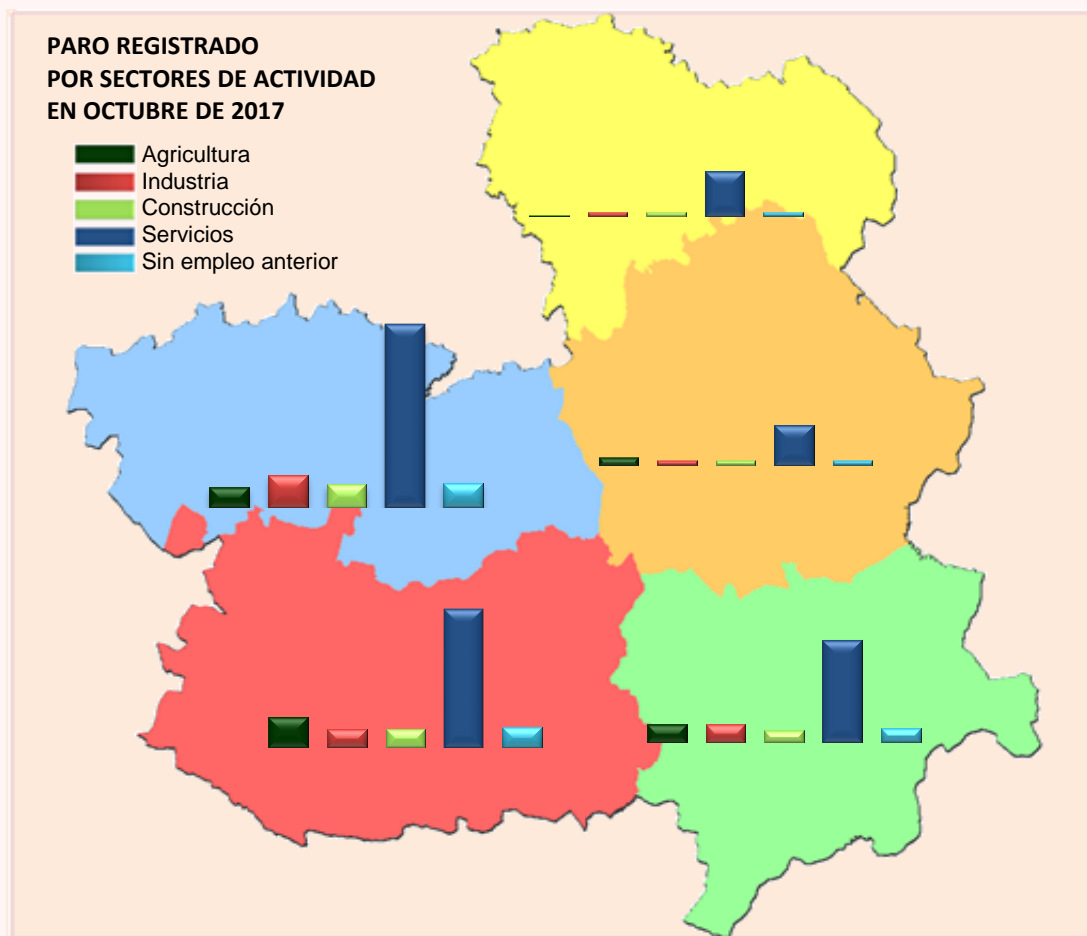 PARO REGISTRADO
POR SECTORES DE ACTIVIDAD
EN OCTUBRE DE 2017
Agricultura
Industria
Construcción
Servicios
Sin empleo anterior